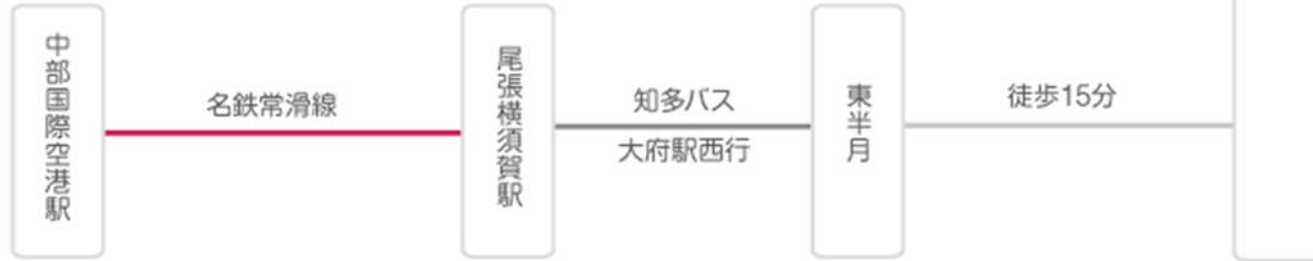 中部国際空港駅
名鉄常滑線
尾張横須賀駅
知多バス
大府駅西行
東半月
徒歩15分